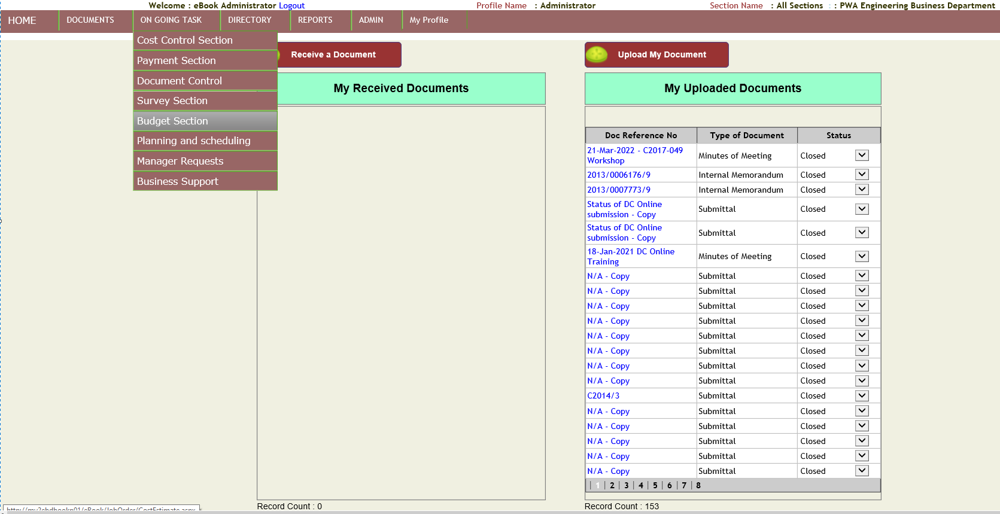 Welcome : eBook Administrator Logout
Profile Name : Administrator
Section Name : All Sections : : PWA Engineering Business Department
HOME
DOCUMENTS
ON GOING TASK
DIRECTORY
REPORTS
ADMIN
My Profile
Cost Control Section
Payment Section
Document Control
Survey Section
Budget Section
Planning and scheduling
Manager Requests
Business Support
Receive a Document
My Received Documents
Record Count : 0
Upload My Document
My Uploaded Documents
Doc Reference No Type of Document Status
21-Mar-2022 - C2017-049
Workshop
Minutes of Meeting Closed
2013/0006176/9 Internal Memorandum Closed
2013/0007773/9 Internal Memorandum Closed
Status of DC Online
submission - Copy
Submittal Closed
Status of DC Online
submission - Copy
Submittal Closed
18-Jan-2021 DC Online
Training
Minutes of Meeting Closed
N/A - Copy Submittal Closed
N/A - Copy Submittal Closed
N/A - Copy Submittal Closed
N/A - Copy Submittal Closed
N/A - Copy Submittal Closed
N/A - Copy Submittal Closed
N/A - Copy Submittal Closed
N/A - Copy Submittal Closed
C2014/3 Submittal Closed
N/A - Copy Submittal Closed
N/A - Copy Submittal Closed
N/A - Copy Submittal Closed
N/A - Copy Submittal Closed
N/A - Copy Submittal Closed
| 1 | 2 | 3 | 4 | 5 | 6 | 7 | 8
Record Count : 153